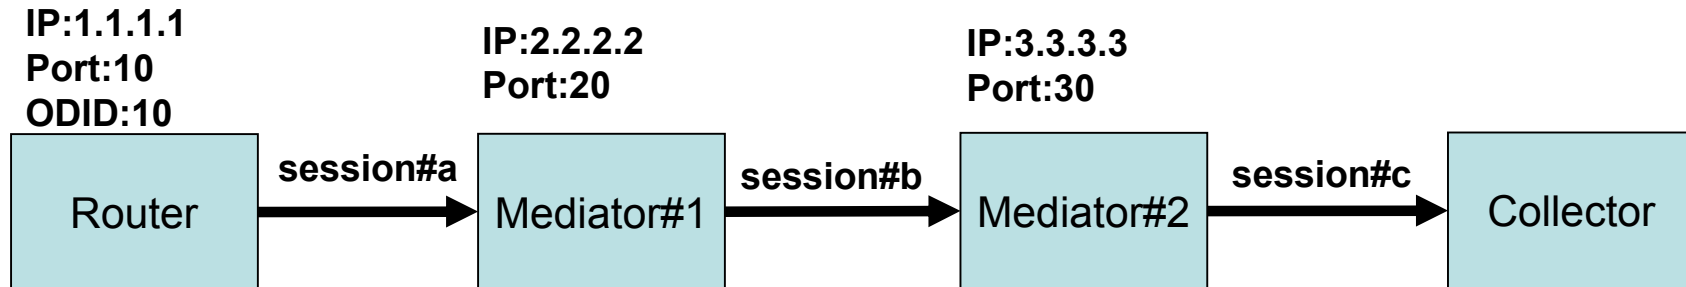 IP:1.1.1.1
Port:10
ODID:10
IP:2.2.2.2
Port:20
IP:3.3.3.3
Port:30
Router
session#a
Mediator#1
session#b
Mediator#2
session#c
Collector